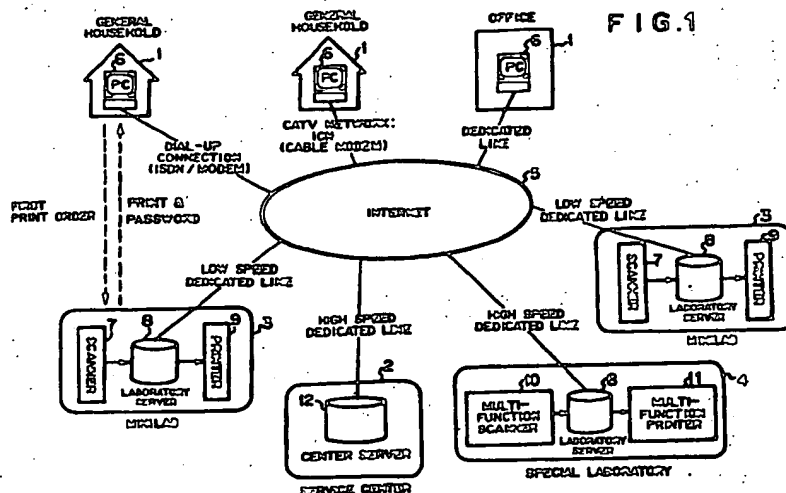 GENERAL
HOUSEHOLD
1
6
PC
GENERAL
HOUSEHOLD
1
6
PC
OFFICE
1
6
PC
FIG.1
DIAL-UP
CONNECTION
(ISDN/MODEM)
CATV NETWORK:
(CABLE MODEM)
DEDICATED
LINE
FIRST
PRINT ORDER
PRINT &
PASSWORD
INTERNET
5
LOW SPEED
DEDICATED LINE
LOW SPEED
DEDICATED LINE
HIGH SPEED
DEDICATED LINE
HIGH SPEED
DEDICATED LINE
3
7
SCANNER
8
LABORATORY
SERVER
9
PRINTER
MINILAB
3
7
SCANNER
8
LABORATORY
SERVER
9
PRINTER
MINILAB
2
12
CENTER SERVER
SERVICE CENTER
4
10
MULTI-
FUNCTION
SCANNER
8
LABORATORY
SERVER
11
MULTI-
FUNCTION
PRINTER
SPECIAL LABORATORY